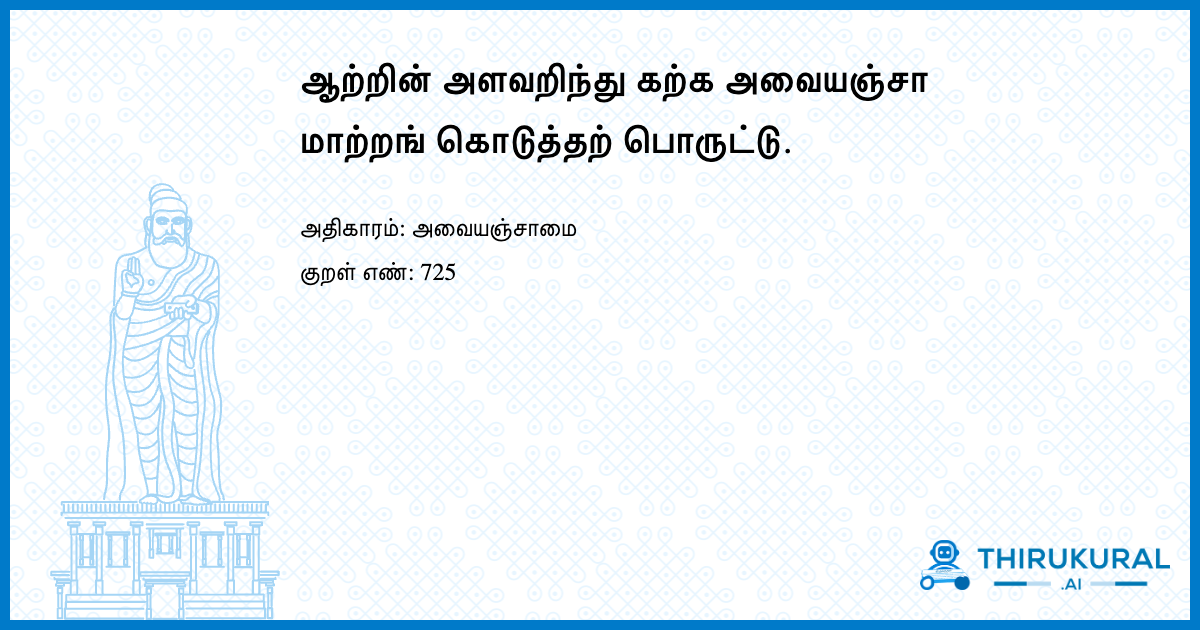 ஆற்றின் அளவறிந்து கற்க அவையஞ்சா
மாற்றங் கொடுத்தற் பொருட்டு.
அதிகாரம்: அவையஞ்சாமை
குறள் எண்: 725
THIRUKURAL
.AI